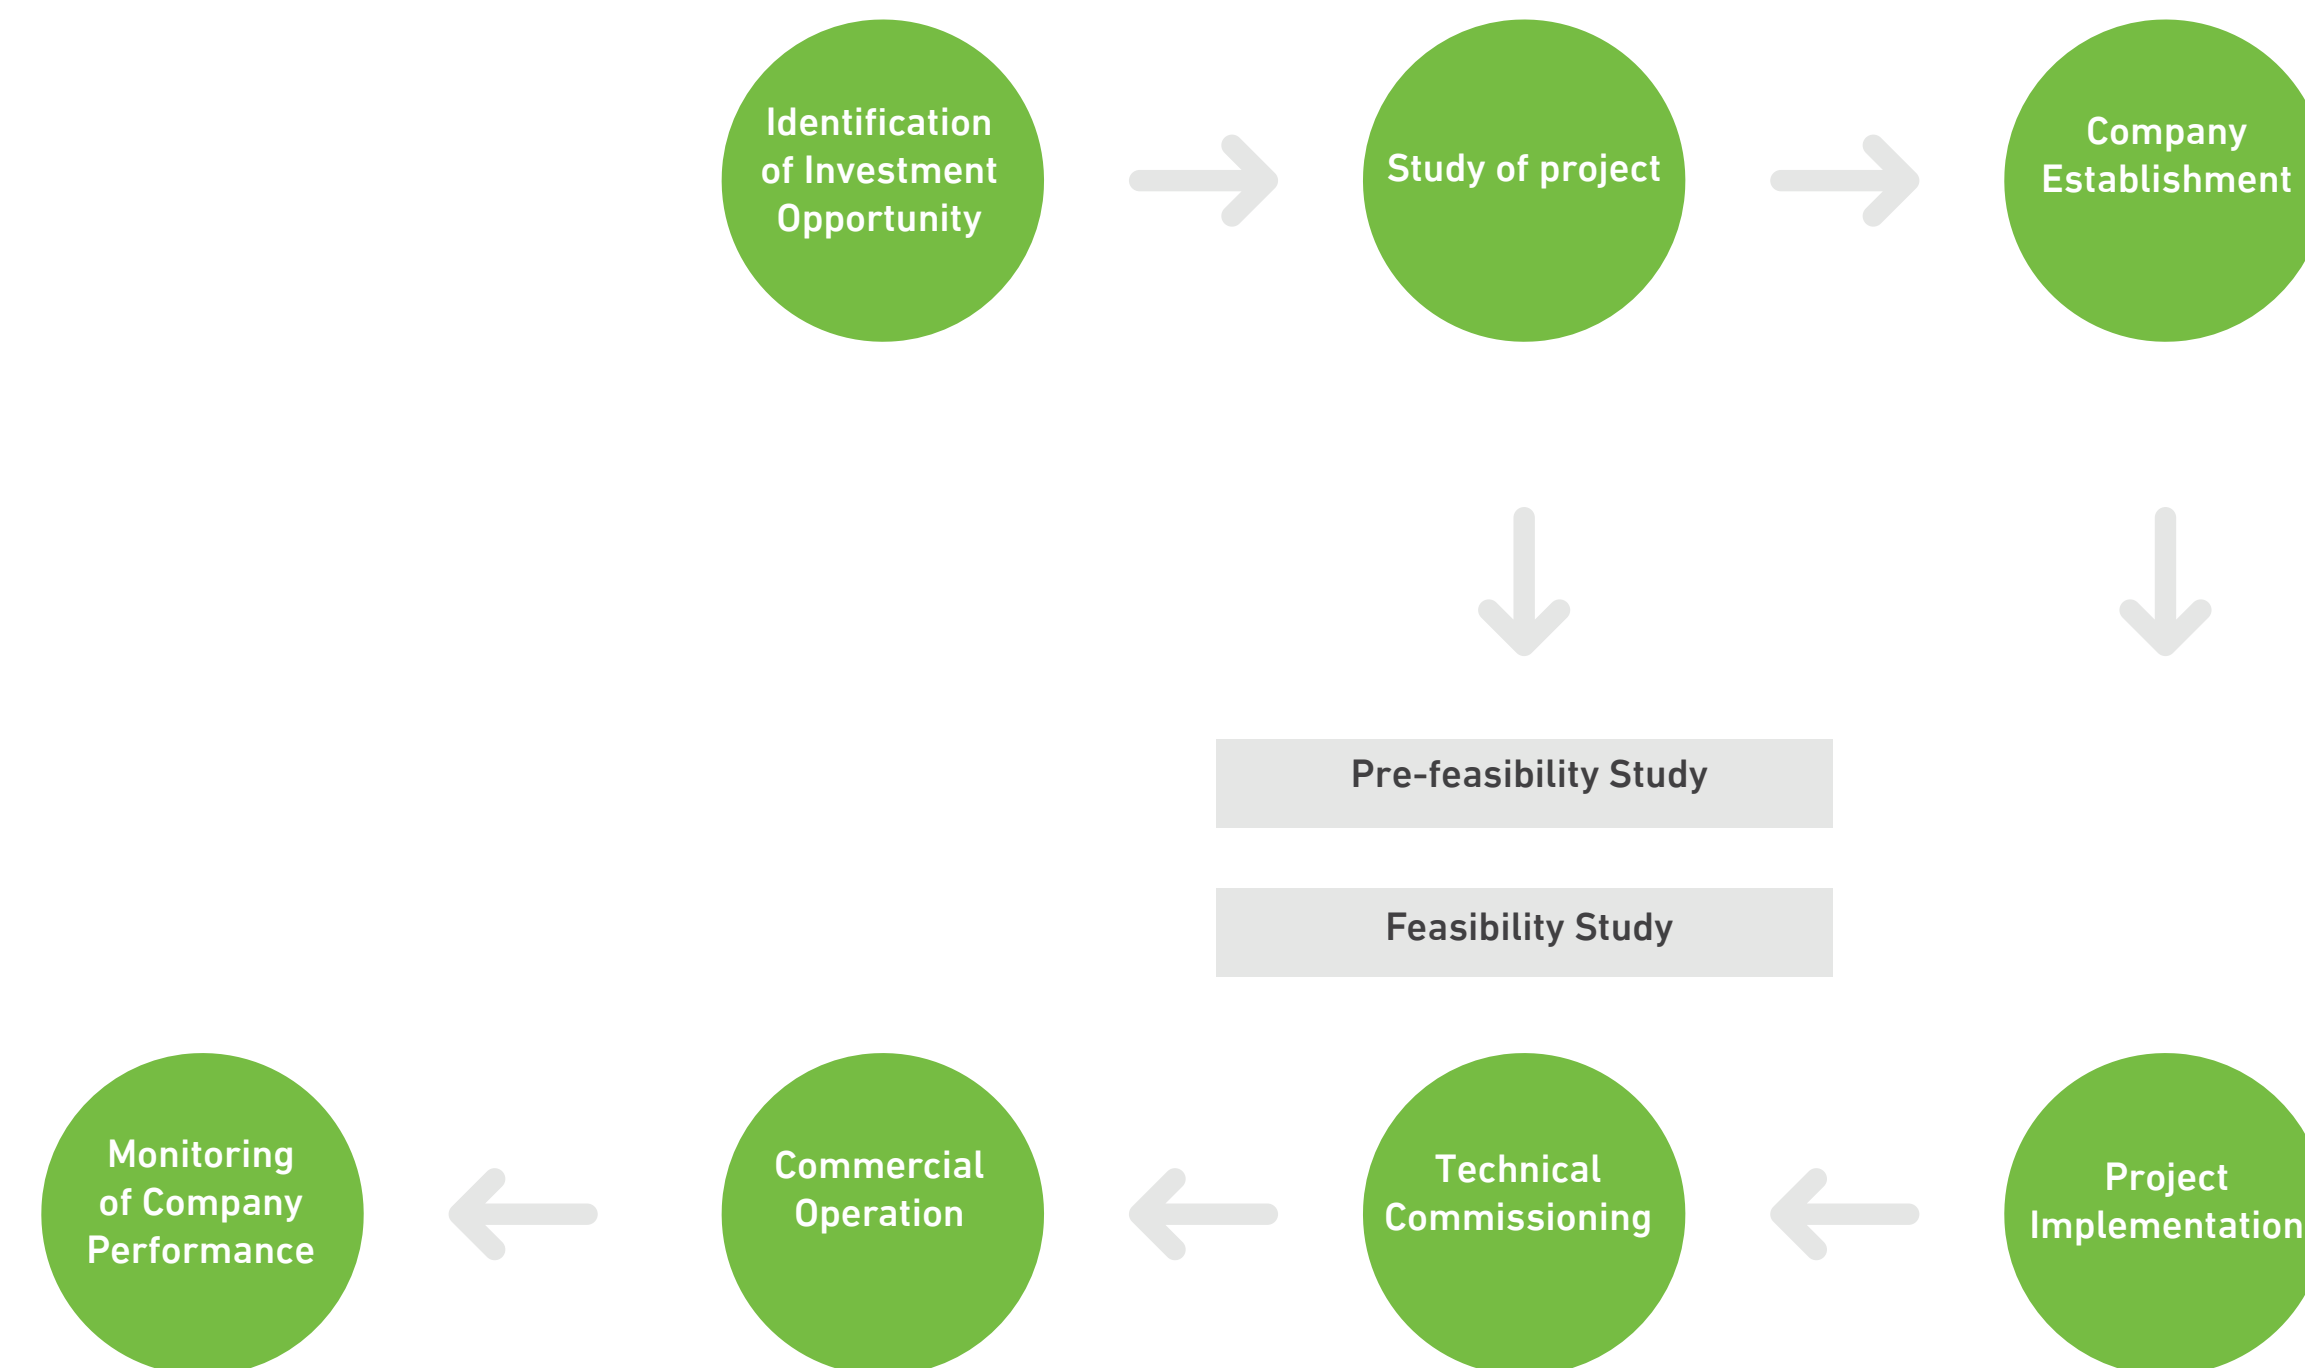 Identification
of Investment
Opportunity
Study of project
Company
Establishment
Pre-feasibility Study
Feasibility Study
Monitoring
of Company
Performance
Commercial
Operation
Technical
Commissioning
Project
Implementation